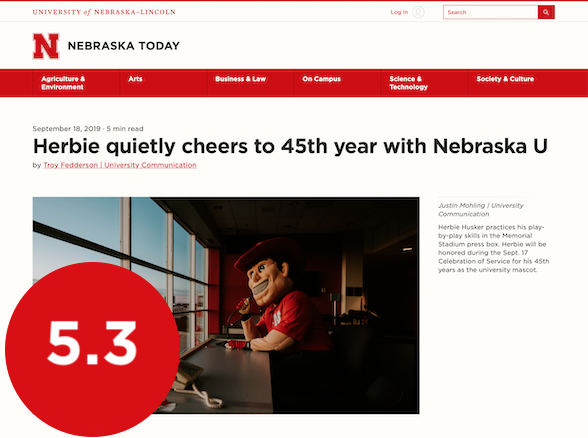 UNIVERSITY of NEBRASKA–LINCOLN
Log In
Search
N
NEBRASKA TODAY
Agriculture &
Environment
Arts
Business & Law
On Campus
Science &
Technology
Society & Culture
September 18, 2019 · 5 min read
Herbie quietly cheers to 45th year with Nebraska U
by Troy Fedderson | University Communication
Justin Mohling | University
Communication
Herbie Husker practices his play-
by-play skills in the Memorial
Stadium press box. Herbie will be
honored during the Sept. 17
Celebration of Service for his 45th
years as the university mascot.
5.3